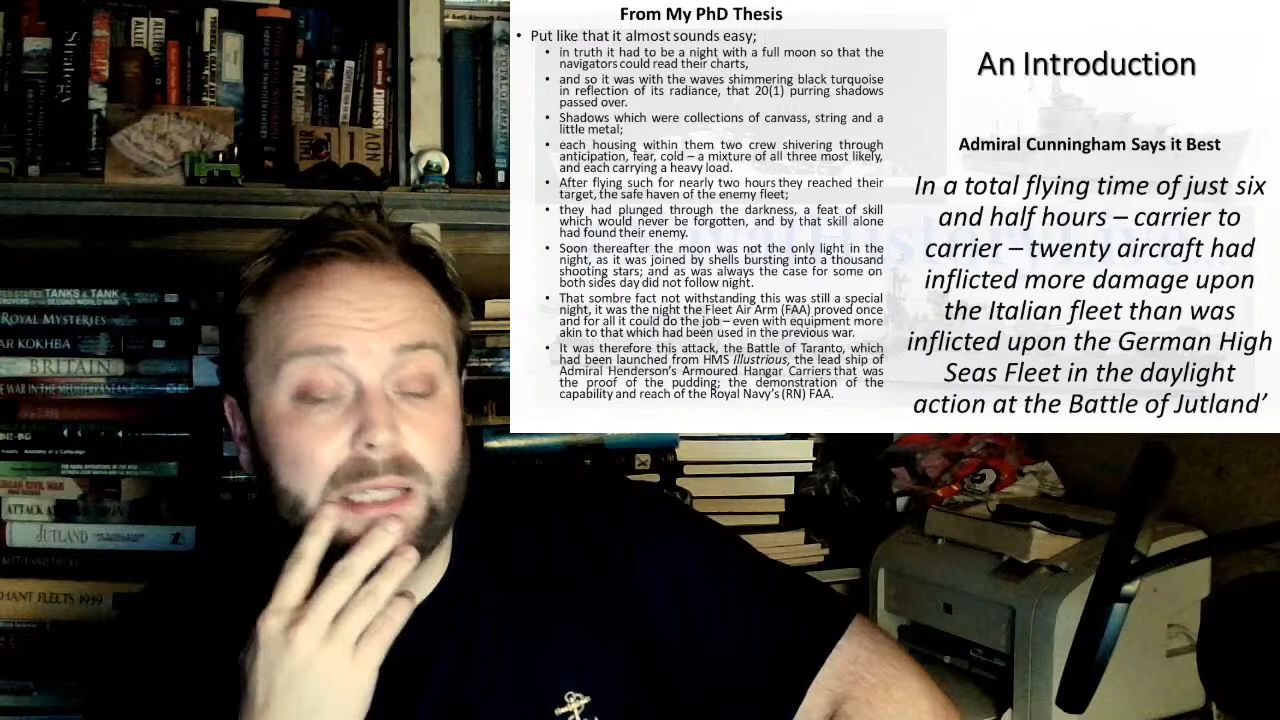 From My PhD Thesis
• Put like that it almost sounds easy;
• in truth it had to be a night with a full moon so that the
navigators could read their charts,
• and so it was with the waves shimmering black turquoise
in reflection of its radiance, that 20(1) purring shadows
passed over.
• Shadows which were collections of canvass, string and a
little metal;
• each housing within them two crew shivering through
anticipation, fear, cold – a mixture of all three most likely,
and each carrying a heavy load.
• After flying such for nearly two hours they reached their
target, the safe haven of the enemy fleet;
• they had plunged through the darkness, a feat of skill
which would never be forgotten, and by that skill alone
had found their enemy.
• Soon thereafter the moon was not the only light in the
night, as it was joined by shells bursting into a thousand
shooting stars; and as was always the case for some on
both sides day did not follow night.
• That sombre fact not withstanding this was still a special
night, it was the night the Fleet Air Arm (FAA) proved once
and for all it could do the job – even with equipment more
akin to that which had been used in the previous war.
• It was therefore this attack, the Battle of Taranto, which
had been launched from HMS Illustrious, the lead ship of
Admiral Henderson's Armoured Hangar Carriers that was
the proof of the pudding; the demonstration of the
capability and reach of the Royal Navy's (RN) FAA.
An Introduction
Admiral Cunningham Says it Best
In a total flying time of just six
and half hours – carrier to
carrier – twenty aircraft had
inflicted more damage upon
the Italian fleet than was
inflicted upon the German High
Seas Fleet in the daylight
action at the Battle of Jutland'
Strategy
NOV
TANKS & TANK
ROYAL MYSTERIES
AR KOKHBA
BRITAIN
E WAR IN THE MEDITERRANEAN
CIVIL WAR
ATTACK
JUTLAND
HANT FLEETS 1939